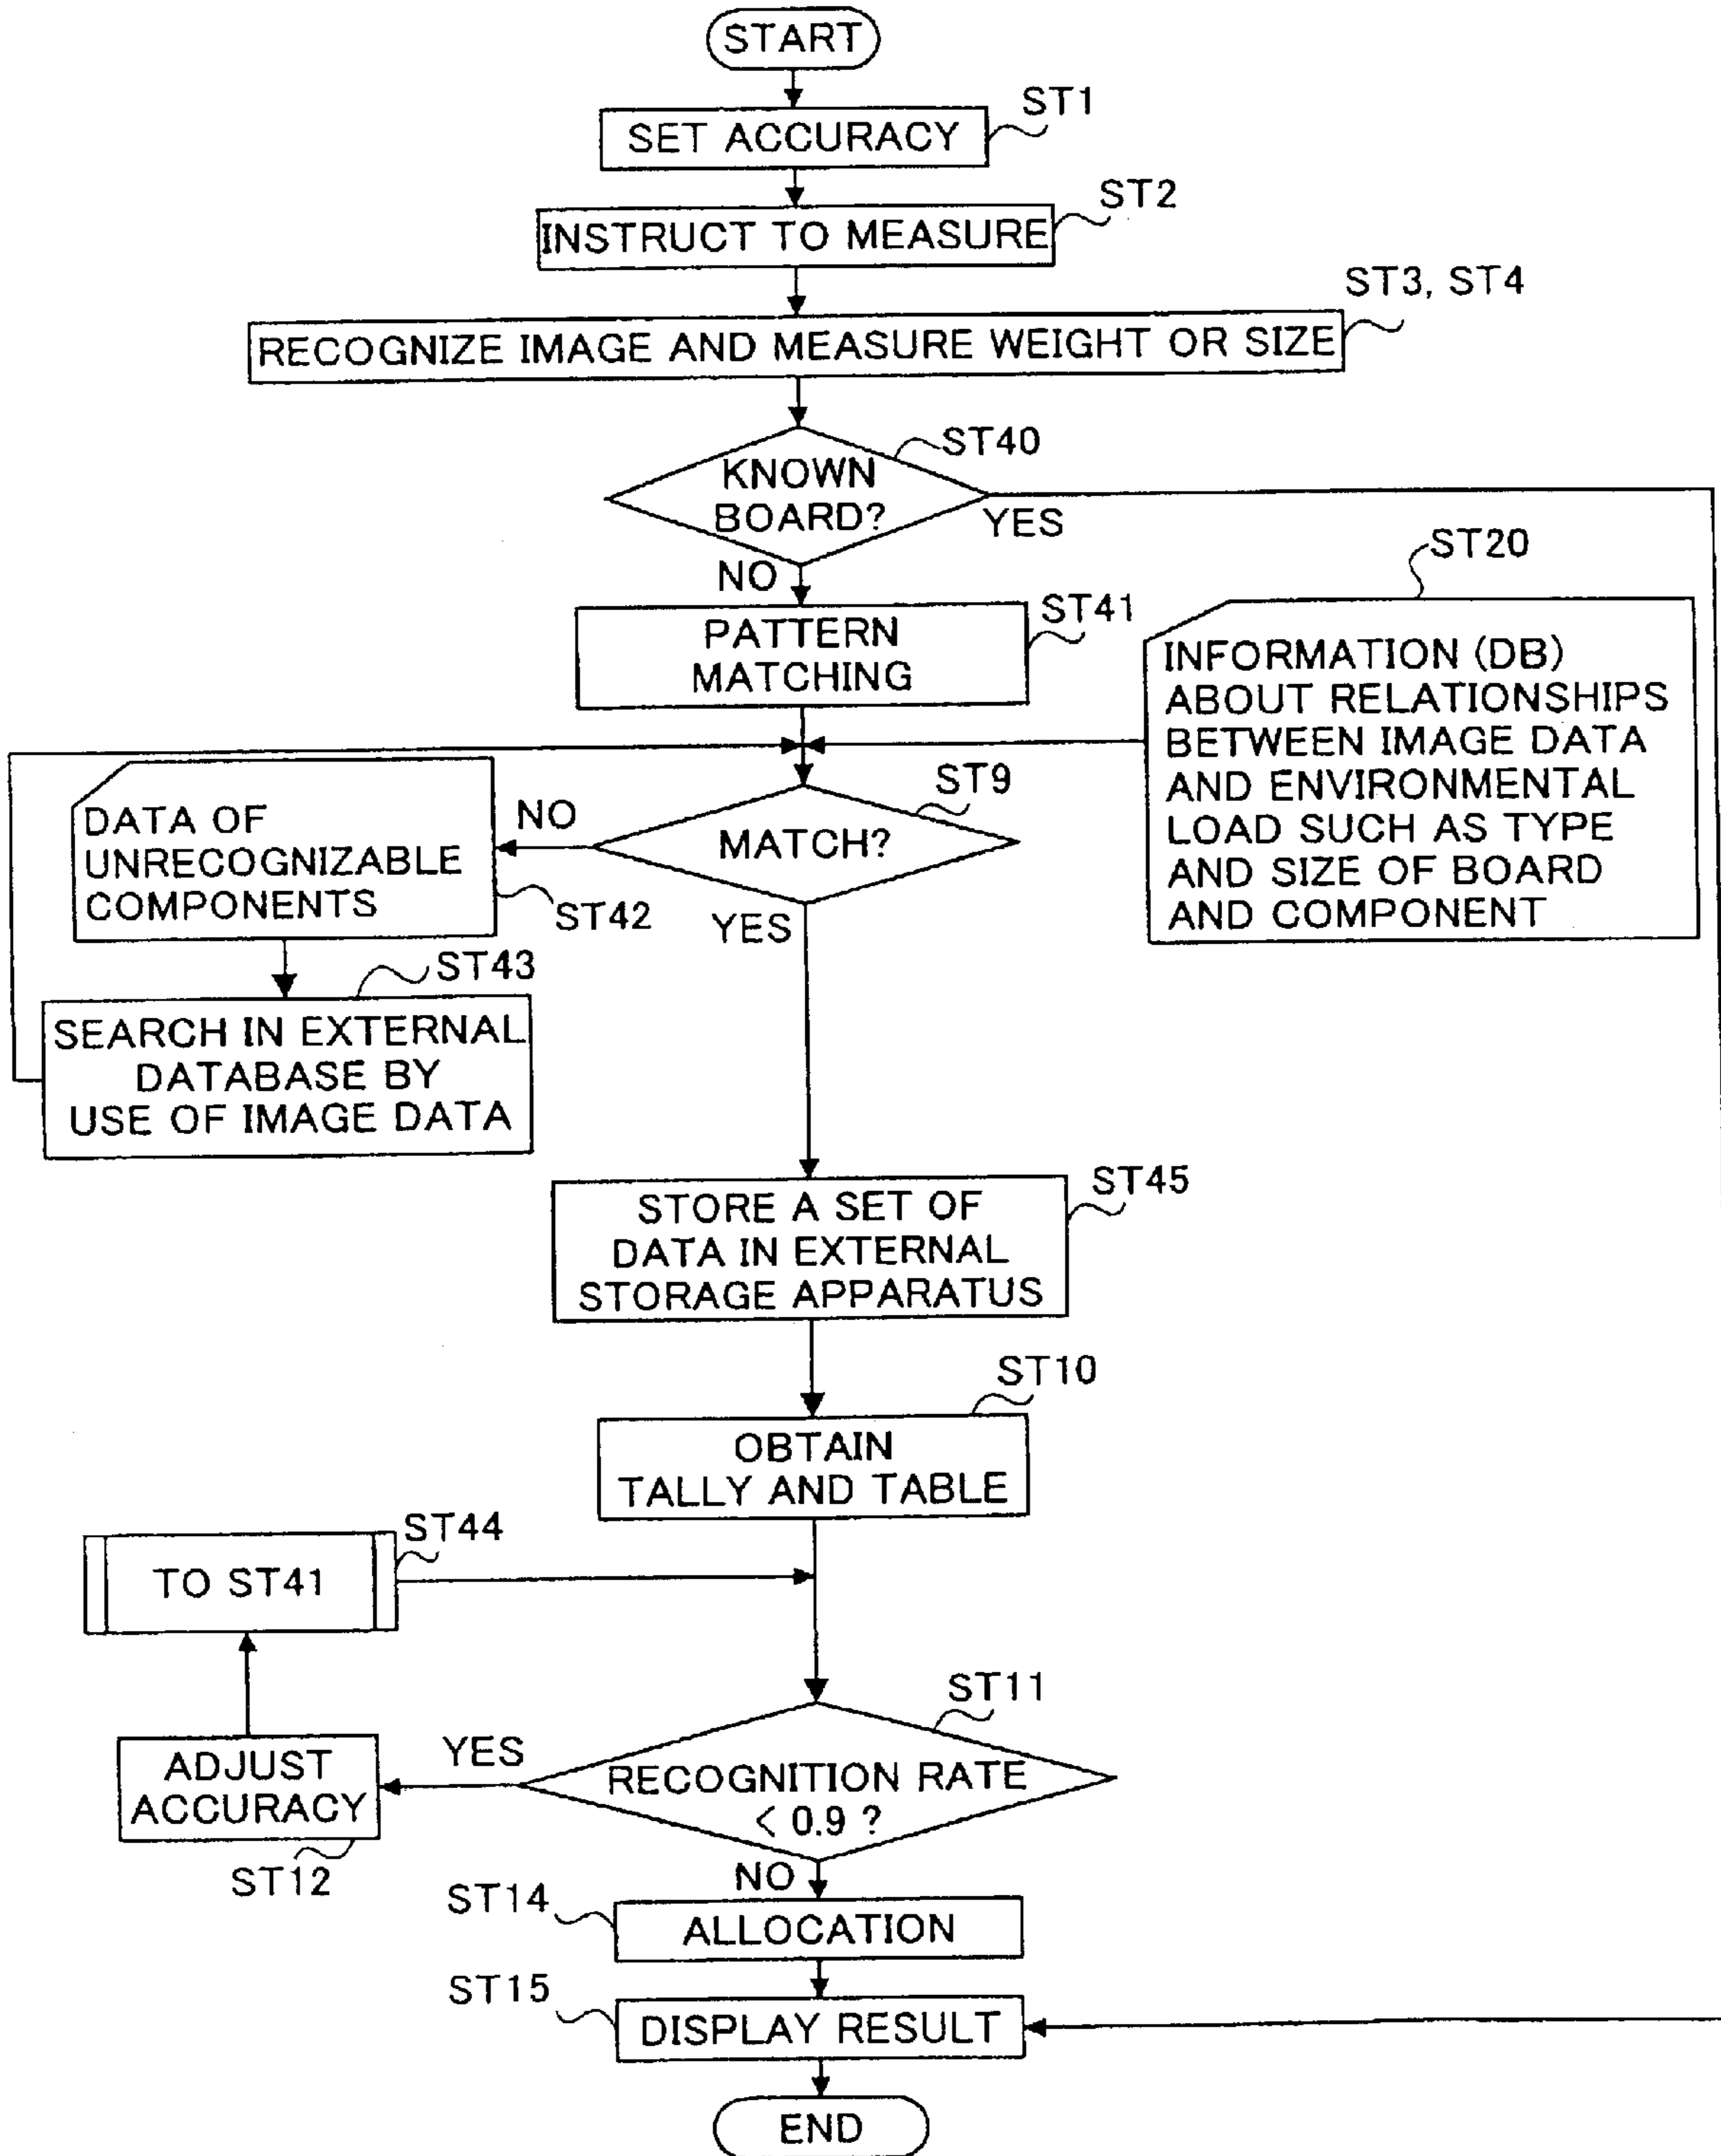 START
ST1
SET ACCURACY
ST2
INSTRUCT TO MEASURE
ST3, ST4
RECOGNIZE IMAGE AND MEASURE WEIGHT OR SIZE
ST40
KNOWN
BOARD?
YES
NO
ST20
ST41
PATTERN
MATCHING
INFORMATION (DB)
ABOUT RELATIONSHIPS
BETWEEN IMAGE DATA
AND ENVIRONMENTAL
LOAD SUCH AS TYPE
AND SIZE OF BOARD
AND COMPONENT
ST9
MATCH?
NO
YES
DATA OF
UNRECOGNIZABLE
COMPONENTS
ST42
ST43
SEARCH IN EXTERNAL
DATABASE BY
USE OF IMAGE DATA
ST45
STORE A SET OF
DATA IN EXTERNAL
STORAGE APPARATUS
ST10
OBTAIN
TALLY AND TABLE
ST44
TO ST41
ST11
RECOGNITION RATE
< 0.9 ?
YES
ADJUST
ACCURACY
ST12
NO
ST14
ALLOCATION
ST15
DISPLAY RESULT
END